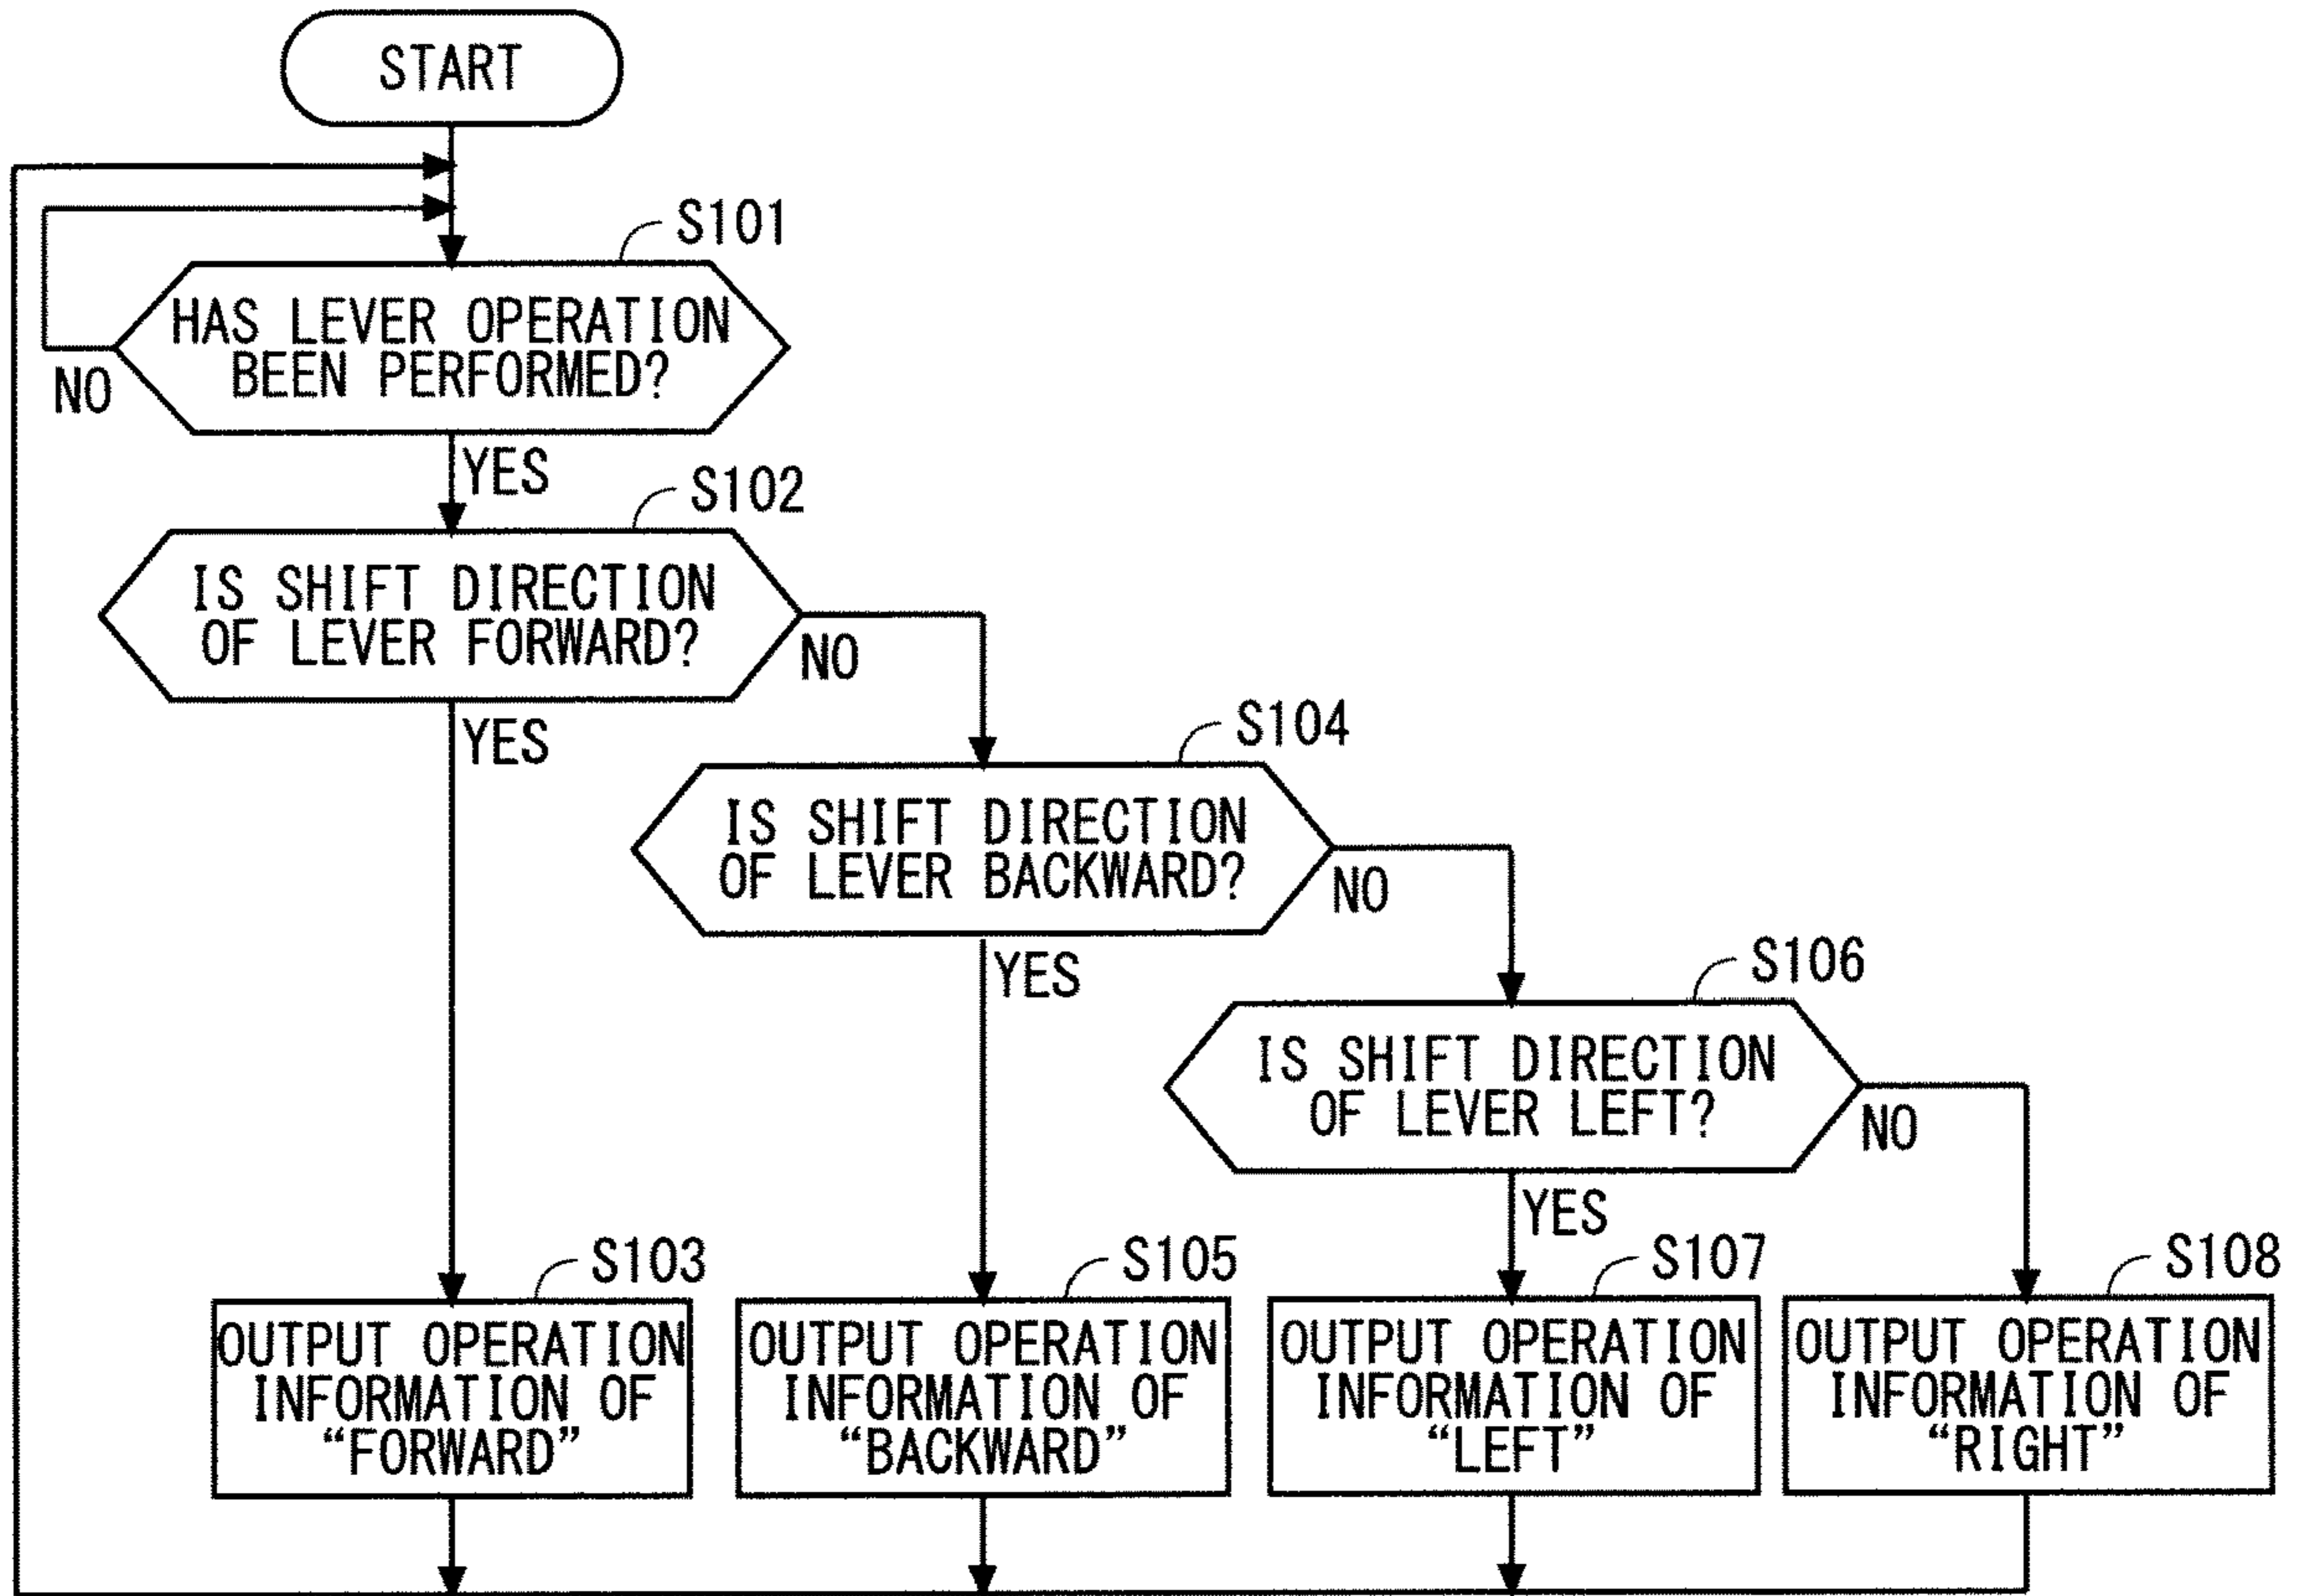 START
S101
HAS LEVER OPERATION
BEEN PERFORMED?
NO
YES
S102
IS SHIFT DIRECTION
OF LEVER FORWARD?
NO
YES
S104
IS SHIFT DIRECTION
OF LEVER BACKWARD?
NO
YES
S106
IS SHIFT DIRECTION
OF LEVER LEFT?
NO
YES
S103
OUTPUT OPERATION
INFORMATION OF
“FORWARD”
S105
OUTPUT OPERATION
INFORMATION OF
“BACKWARD”
S107
OUTPUT OPERATION
INFORMATION OF
“LEFT”
S108
OUTPUT OPERATION
INFORMATION OF
“RIGHT”